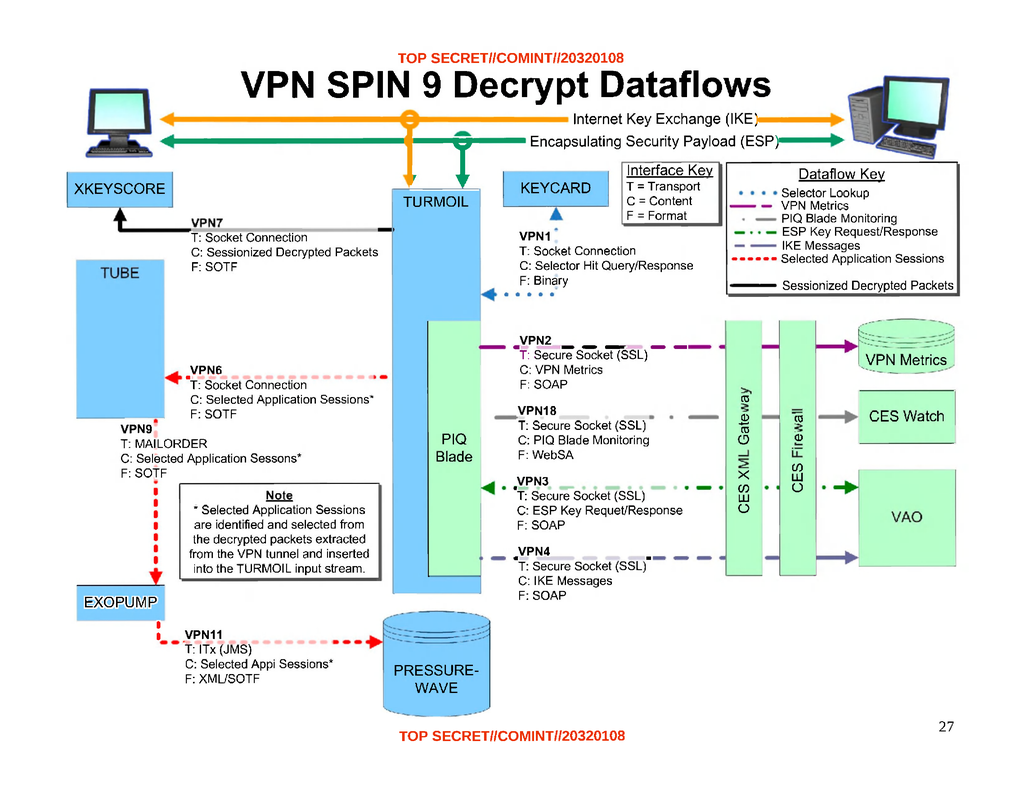 TOP SECRET//COMINT//20320108
VPN SPIN 9 Decrypt Dataflows
Internet Key Exchange (IKE)
Encapsulating Security Payload (ESP)
XKEYSCORE
TURMOIL
KEYCARD
Interface Key
T = Transport
C = Content
F = Format
Dataflow Key
Selector Lookup
VPN Metrics
PIQ Blade Monitoring
ESP Key Request/Response
IKE Messages
Selected Application Sessions
Sessionized Decrypted Packets
VPN7
T: Socket Connection
C: Sessionized Decrypted Packets
F: SOTF
VPN1
T: Socket Connection
C: Selector Hit Query/Response
F: Binary
TUBE
VPN6
T: Socket Connection
C: Selected Application Sessions*
F: SOTF
VPN9
T: MAILORDER
C: Selected Application Sessons*
F: SOTF
Note
* Selected Application Sessions
are identified and selected from
the decrypted packets extracted
from the VPN tunnel and inserted
into the TURMOIL input stream.
PIQ
Blade
VPN2
T: Secure Socket (SSL)
C: VPN Metrics
F: SOAP
VPN18
T: Secure Socket (SSL)
C: PIQ Blade Monitoring
F: WebSA
VPN3
T: Secure Socket (SSL)
C: ESP Key Requet/Response
F: SOAP
VPN4
T: Secure Socket (SSL)
C: IKE Messages
F: SOAP
CES XML Gateway
CES Firewall
VPN Metrics
CES Watch
VAO
EXOPUMP
VPN11
T: ITx (JMS)
C: Selected Appi Sessions*
F: XML/SOTF
PRESSURE-
WAVE
27
TOP SECRET//COMINT//20320108